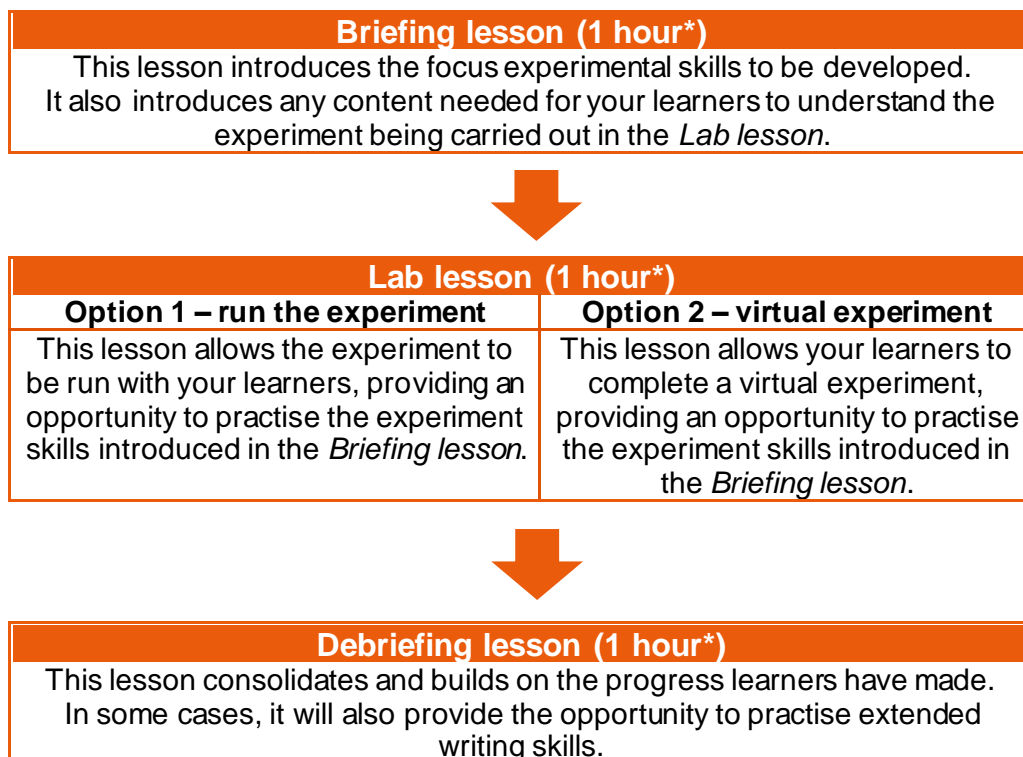 Briefing lesson (1 hour*)
This lesson introduces the focus experimental skills to be developed.
It also introduces any content needed for your learners to understand the
experiment being carried out in the Lab lesson.
Lab lesson (1 hour*)
Option 1 – run the experiment
This lesson allows the experiment to
be run with your learners, providing an
opportunity to practise the experiment
skills introduced in the Briefing lesson.
Option 2 – virtual experiment
This lesson allows your learners to
complete a virtual experiment,
providing an opportunity to practise
the experiment skills introduced in
the Briefing lesson.
Debriefing lesson (1 hour*)
This lesson consolidates and builds on the progress learners have made.
In some cases, it will also provide the opportunity to practise extended
writing skills.